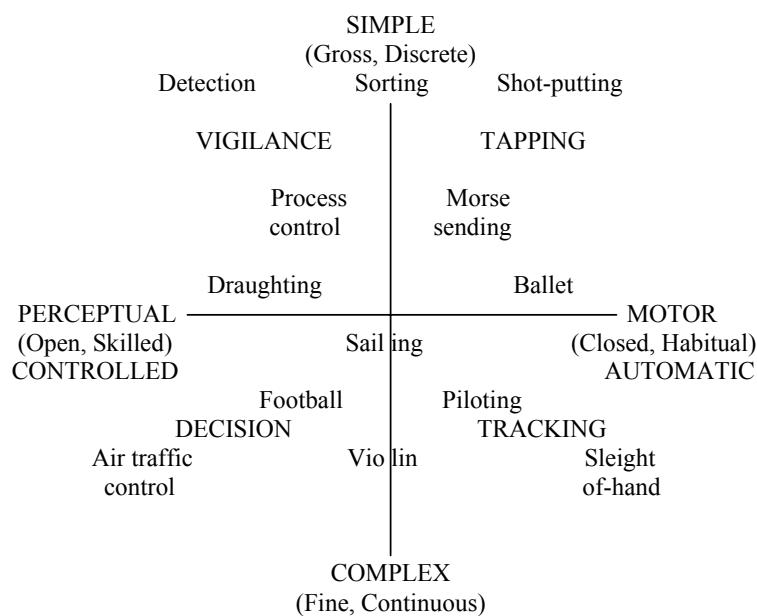 SIMPLE
(Gross, Discrete)
Detection Sorting Shot-putting
VIGILANCE TAPPING
Process Morse
control sending
Draughting Ballet
PERCEPTUAL MOTOR
(Open, Skilled) Sailing (Closed, Habitual)
CONTROLLED AUTOMATIC
Football Piloting
DECISION TRACKING
Air traffic Violin Sleight
control of-hand
COMPLEX
(Fine, Continuous)